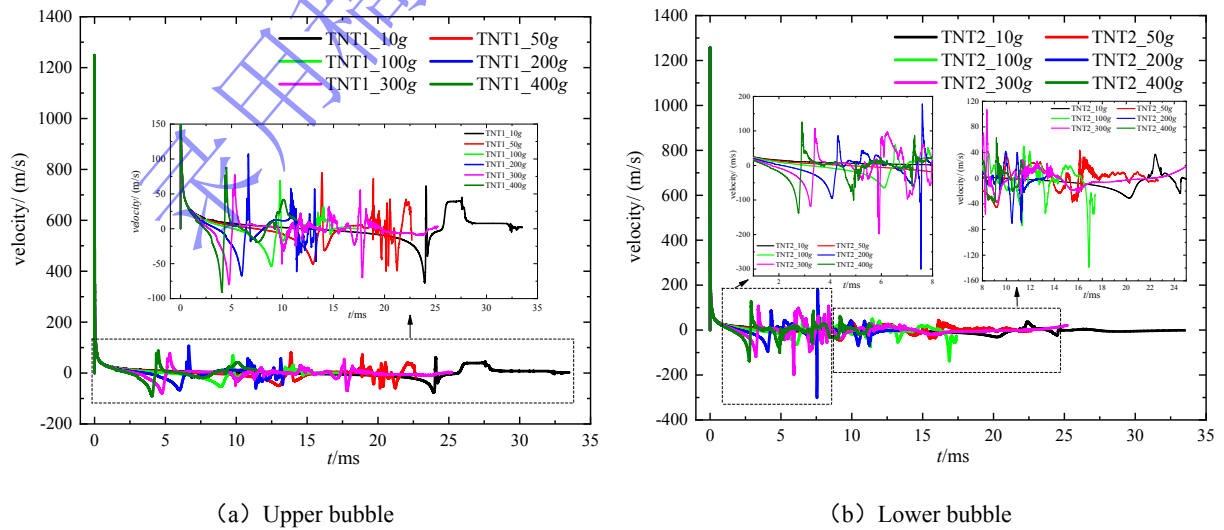 1400
1200
1000
800
600
400
200
0
-200
velocity/ (m/s)
TNT1_10g TNT1_50g
TNT1_100g TNT1_200g
TNT1_300g TNT1_400g
150
100
50
0
-50
-100
velocity/ (m/s)
TNT1_10g
TNT1_50g
TNT1_100g
TNT1_200g
TNT1_300g
TNT1_400g
0 5 10 15 20 25 30 35
t/ms
0 5 10 15 20 25 30 35
t/ms
(a) Upper bubble
1400
1200
1000
800
600
400
200
0
-200
-400
velocity/ (m/s)
TNT2_10g TNT2_50g
TNT2_100g TNT2_200g
TNT2_300g TNT2_400g
200
100
0
-100
-200
-300
velocity/ (m/s)
TNT2_10g TNT2_50g
TNT2_100g TNT2_200g
TNT2_300g TNT2_400g
2 4 6 8
t/ms
120
80
40
0
-40
-80
-120
-160
velocity/ (m/s)
TNT2_10g TNT2_50g
TNT2_100g TNT2_200g
TNT2_300g TNT2_400g
8 10 12 14 16 18 20 22 24
t/ms
0 5 10 15 20 25 30 35
t/ms
(b) Lower bubble
录用稿